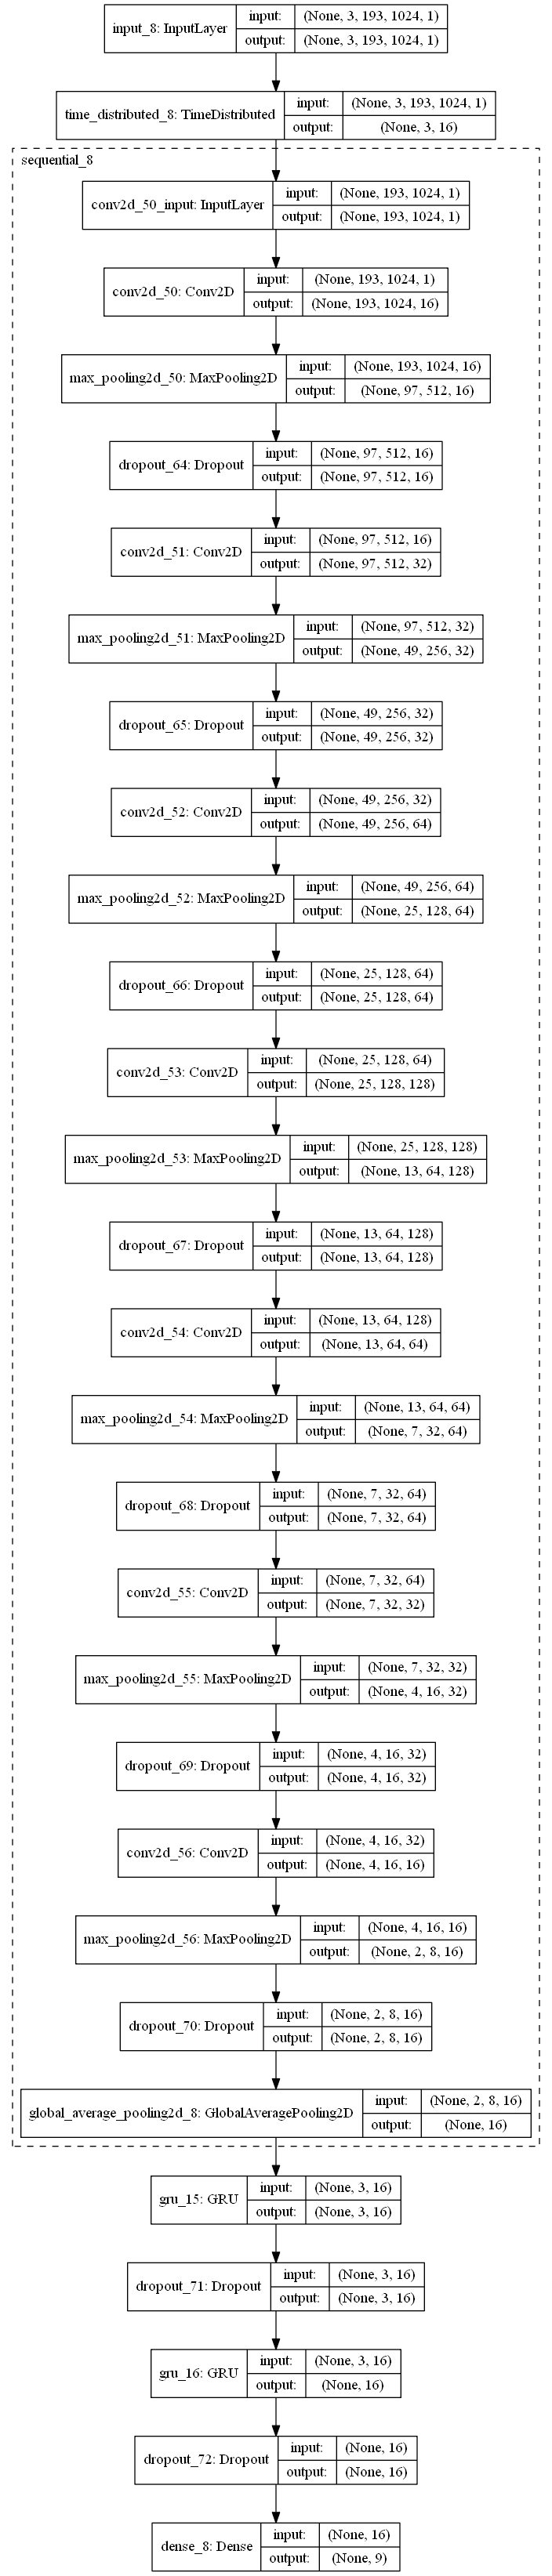 input_8: InputLayer
input: (None, 3, 193, 1024, 1)
output: (None, 3, 193, 1024, 1)
time_distributed_8: TimeDistributed
input: (None, 3, 193, 1024, 1)
output: (None, 3, 16)
sequential_8
conv2d_50_input: InputLayer
input: (None, 193, 1024, 1)
output: (None, 193, 1024, 1)
conv2d_50: Conv2D
input: (None, 193, 1024, 1)
output: (None, 193, 1024, 16)
max_pooling2d_50: MaxPooling2D
input: (None, 193, 1024, 16)
output: (None, 97, 512, 16)
dropout_64: Dropout
input: (None, 97, 512, 16)
output: (None, 97, 512, 16)
conv2d_51: Conv2D
input: (None, 97, 512, 16)
output: (None, 97, 512, 32)
max_pooling2d_51: MaxPooling2D
input: (None, 97, 512, 32)
output: (None, 49, 256, 32)
dropout_65: Dropout
input: (None, 49, 256, 32)
output: (None, 49, 256, 32)
conv2d_52: Conv2D
input: (None, 49, 256, 32)
output: (None, 49, 256, 64)
max_pooling2d_52: MaxPooling2D
input: (None, 49, 256, 64)
output: (None, 25, 128, 64)
dropout_66: Dropout
input: (None, 25, 128, 64)
output: (None, 25, 128, 64)
conv2d_53: Conv2D
input: (None, 25, 128, 64)
output: (None, 25, 128, 128)
max_pooling2d_53: MaxPooling2D
input: (None, 25, 128, 128)
output: (None, 13, 64, 128)
dropout_67: Dropout
input: (None, 13, 64, 128)
output: (None, 13, 64, 128)
conv2d_54: Conv2D
input: (None, 13, 64, 128)
output: (None, 13, 64, 64)
max_pooling2d_54: MaxPooling2D
input: (None, 13, 64, 64)
output: (None, 7, 32, 64)
dropout_68: Dropout
input: (None, 7, 32, 64)
output: (None, 7, 32, 64)
conv2d_55: Conv2D
input: (None, 7, 32, 64)
output: (None, 7, 32, 32)
max_pooling2d_55: MaxPooling2D
input: (None, 7, 32, 32)
output: (None, 4, 16, 32)
dropout_69: Dropout
input: (None, 4, 16, 32)
output: (None, 4, 16, 32)
conv2d_56: Conv2D
input: (None, 4, 16, 32)
output: (None, 4, 16, 16)
max_pooling2d_56: MaxPooling2D
input: (None, 4, 16, 16)
output: (None, 2, 8, 16)
dropout_70: Dropout
input: (None, 2, 8, 16)
output: (None, 2, 8, 16)
global_average_pooling2d_8: GlobalAveragePooling2D
input: (None, 2, 8, 16)
output: (None, 16)
gru_15: GRU
input: (None, 3, 16)
output: (None, 3, 16)
dropout_71: Dropout
input: (None, 3, 16)
output: (None, 3, 16)
gru_16: GRU
input: (None, 3, 16)
output: (None, 16)
dropout_72: Dropout
input: (None, 16)
output: (None, 16)
dense_8: Dense
input: (None, 16)
output: (None, 9)